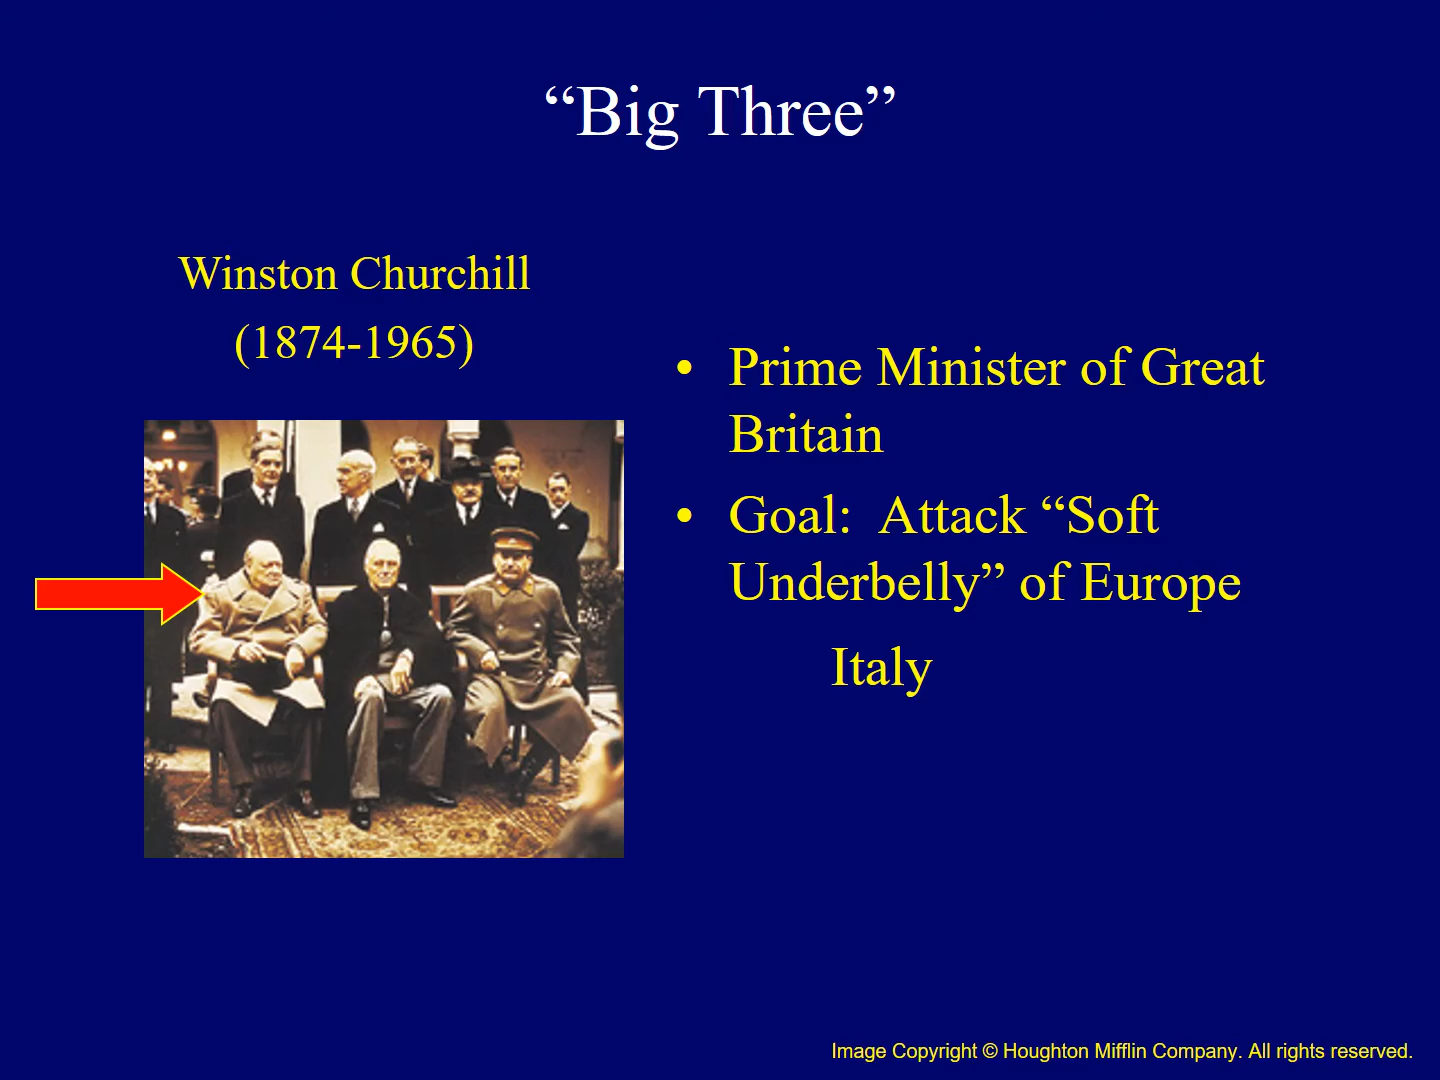 “Big Three”
Winston Churchill
(1874-1965)
• Prime Minister of Great
Britain
• Goal: Attack “Soft
Underbelly” of Europe
Italy
Image Copyright © Houghton Mifflin Company. All rights reserved.